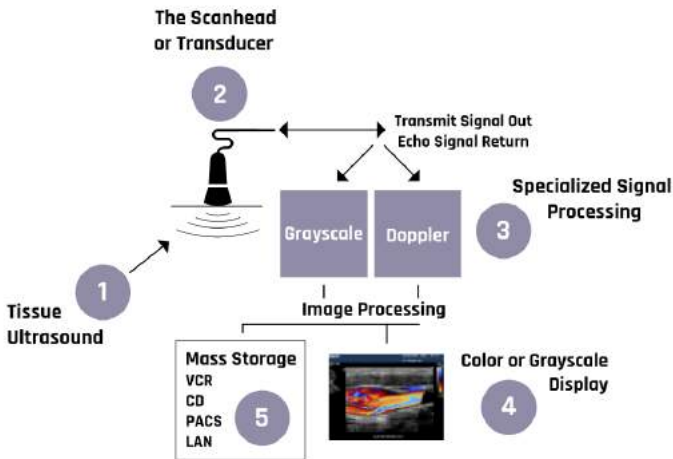 The Scanhead
or Transducer
2
Transmit Signal Out
Echo Signal Return
Specialized Signal
Processing
3
Grayscale
Doppler
1
Tissue
Ultrasound
Image Processing
Mass Storage
VCR
CD
PACS
LAN
5
Color or Grayscale
Display
4